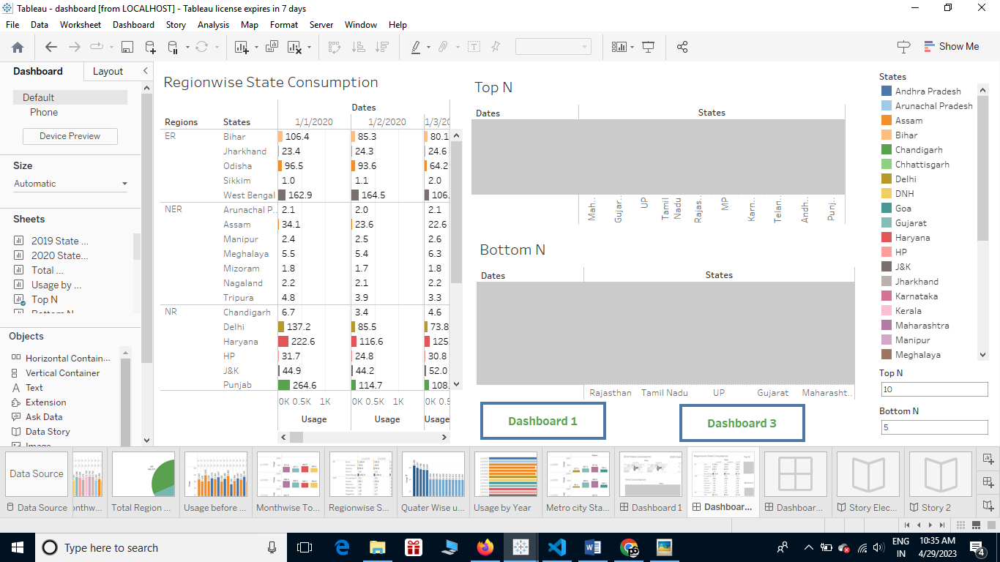 Tableau - dashboard [from LOCALHOST] - Tableau license expires in 7 days
File Data Worksheet Dashboard Story Analysis Map Format Server Window Help
Show Me
Dashboard Layout
Default
Phone
Device Preview
Size
Automatic
Sheets
2019 State ...
2020 State...
Total ...
Usage by ...
Top N
Bottom N
Objects
Horizontal Contain...
Vertical Container
Text
Extension
Ask Data
Data Story
Image
Regionwise State Consumption
Dates
Regions States 1/1/2020 1/2/2020 1/3/20
ER Bihar 106.4 85.3 80.1
Jharkhand 23.4 24.3 24.6
Odisha 96.5 93.6 64.2
Sikkim 1.0 1.1 2.0
West Bengal 162.9 164.5 106.
NER Arunachal P.. 2.1 2.0 2.1
Assam 34.1 23.6 22.6
Manipur 2.4 2.5 2.6
Meghalaya 5.5 5.4 6.3
Mizoram 1.8 1.7 1.8
Nagaland 2.2 2.1 2.2
Tripura 4.8 3.9 3.3
NR Chandigarh 6.7 3.4 4.6
Delhi 137.2 85.5 73.8
Haryana 222.6 116.6 125
HP 31.7 24.8 30.8
J&K 44.9 44.2 52.0
Punjab 264.6 114.7 108.
0K 0.5K 1K 0K 0.5K 1K 0K 0.5
Usage Usage Usage
Top N
Dates States
Mah.. Gujar.. UP Tamil Nadu Rajas.. MP Karn.. Telan.. Andh.. Punj..
Bottom N
Dates States
Rajasthan Tamil Nadu UP Gujarat Maharasht..
Dashboard 1 Dashboard 3
States
Andhra Pradesh
Arunachal Pradesh
Assam
Bihar
Chandigarh
Chhattisgarh
Delhi
DNH
Goa
Gujarat
Haryana
HP
J&K
Jharkhand
Karnataka
Kerala
Maharashtra
Manipur
Meghalaya
Top N
10
Bottom N
5
Data Source
Data Source onthw... Total Region ... Usage before ... Monthwise To... Regionwise S... Quater Wise u... Usage by Year Metro city Sta... Dashboard 1 Dashboar... Dashboar... Story Elec... Story 2
Type here to search
ENG
IN
10:35 AM
4/29/2023
4